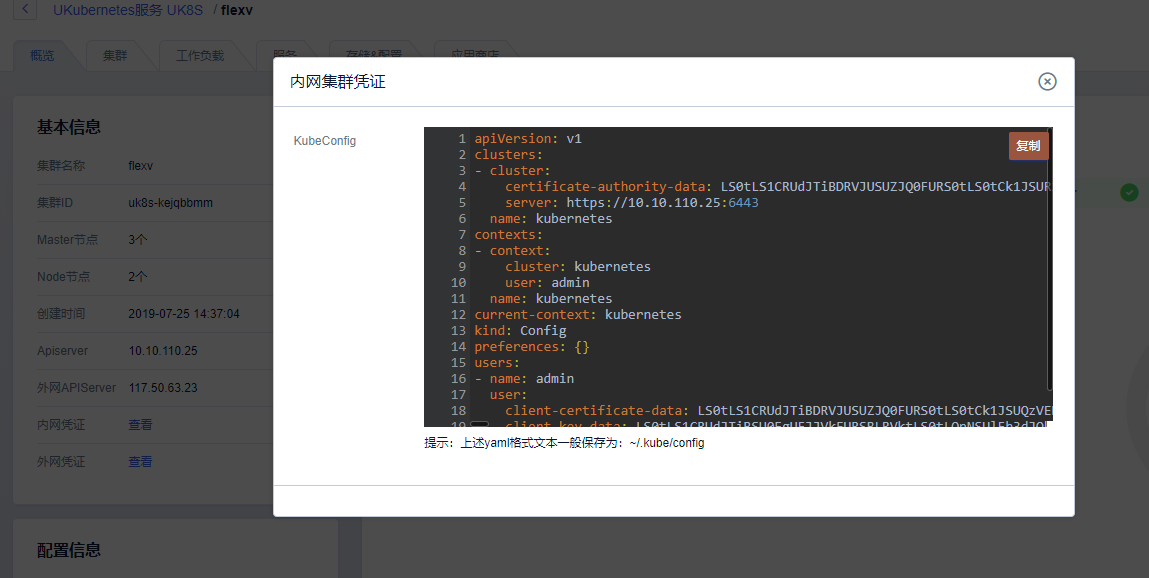 UKubernetes服务 UK8S / flexv
概览 集群 工作负载 服务 存储&配置 应用商店
基本信息
集群名称 flexv
集群ID uk8s-kejqbbmm
Master节点 3个
Node节点 2个
创建时间 2019-07-25 14:37:04
Apiserver 10.10.110.25
外网APIServer 117.50.63.23
内网凭证 查看
外网凭证 查看
配置信息
内网集群凭证
KubeConfig
复制
1 apiVersion: v1
2 clusters:
3 - cluster:
4 certificate-authority-data: LS0tLS1CRUdJTiBDRVJUSUZJQ0FURS0tLS0tCk1JSUR
5 server: https://10.10.110.25:6443
6 name: kubernetes
7 contexts:
8 - context:
9 cluster: kubernetes
10 user: admin
11 name: kubernetes
12 current-context: kubernetes
13 kind: Config
14 preferences: {}
15 users:
16 - name: admin
17 user:
18 client-certificate-data: LS0tLS1CRUdJTiBDRVJUSUZJQ0FURS0tLS0tCk1JSUQzVE
19 client-key-data:
提示：上述yaml格式文本一般保存为：~/.kube/config